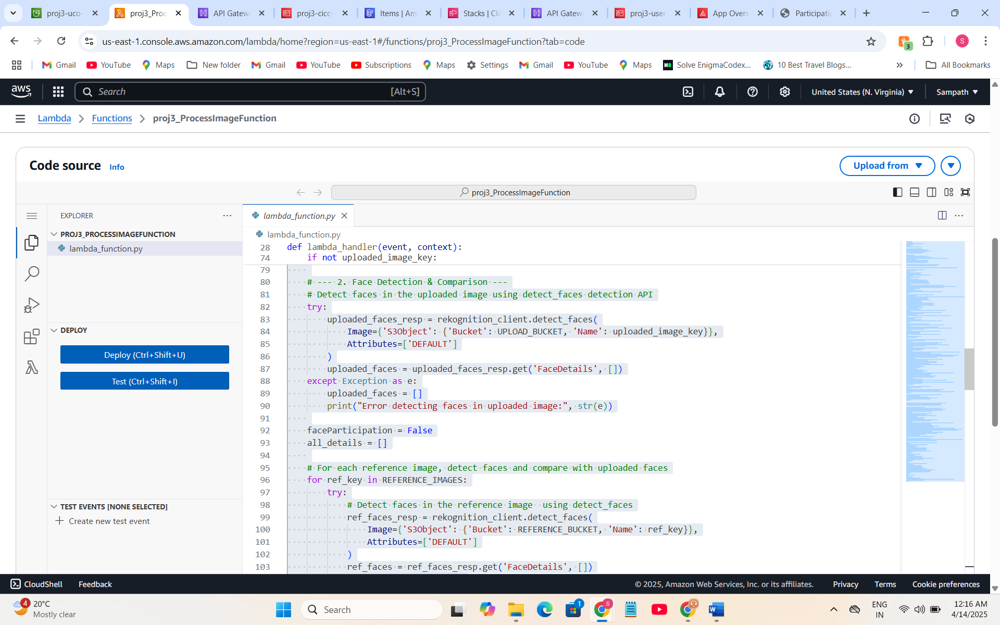 proj3-uco-
proj3_Proc
API Gatew
proj3-cicc-
Items | Am
Stacks | Clo
API Gatew
proj3-user
App Overv
Participati
us-east-1.console.aws.amazon.com/lambda/home?region=us-east-1#/functions/proj3_ProcessImageFunction?tab=code
3
S
Gmail
YouTube
Maps
New folder
Gmail
YouTube
Subscriptions
Maps
Settings
Gmail
YouTube
Maps
Solve EnigmaCodex...
10 Best Travel Blogs...
All Bookmarks
aws
Search
[Alt+S]
United States (N. Virginia)
Sampath
Lambda
Functions
proj3_ProcessImageFunction
Code source
Info
Upload from
proj3_ProcessImageFunction
EXPLORER
PROJ3_PROCESSIMAGEFUNCTION
lambda_function.py
DEPLOY
Deploy (Ctrl+Shift+U)
Test (Ctrl+Shift+I)
TEST EVENTS [NONE SELECTED]
Create new test event
lambda_function.py
lambda_function.py
28 def lambda_handler(event, context):
74 if not uploaded_image_key:
79
80 # --- 2. Face Detection & Comparison ---
81 # Detect faces in the uploaded image using detect_faces detection API
82 try:
83 uploaded_faces_resp = rekognition_client.detect_faces(
84 Image={'S3Object': {'Bucket': UPLOAD_BUCKET, 'Name': uploaded_image_key}},
85 Attributes=['DEFAULT']
86 )
87 uploaded_faces = uploaded_faces_resp.get('FaceDetails', [])
88 except Exception as e:
89 uploaded_faces = []
90 print("Error detecting faces in uploaded image:", str(e))
91
92 faceParticipation = False
93 all_details = []
94
95 # For each reference image, detect faces and compare with uploaded faces
96 for ref_key in REFERENCE_IMAGES:
97 try:
98 # Detect faces in the reference image  using detect_faces
99 ref_faces_resp = rekognition_client.detect_faces(
100 Image={'S3Object': {'Bucket': REFERENCE_BUCKET, 'Name': ref_key}},
101 Attributes=['DEFAULT']
102 )
103 ref_faces = ref_faces_resp.get('FaceDetails', [])
CloudShell
Feedback
© 2025, Amazon Web Services, Inc. or its affiliates.
Privacy
Terms
Cookie preferences
4
20°C
Mostly clear
Search
1
S
ENG
IN
12:16 AM
4/14/2025